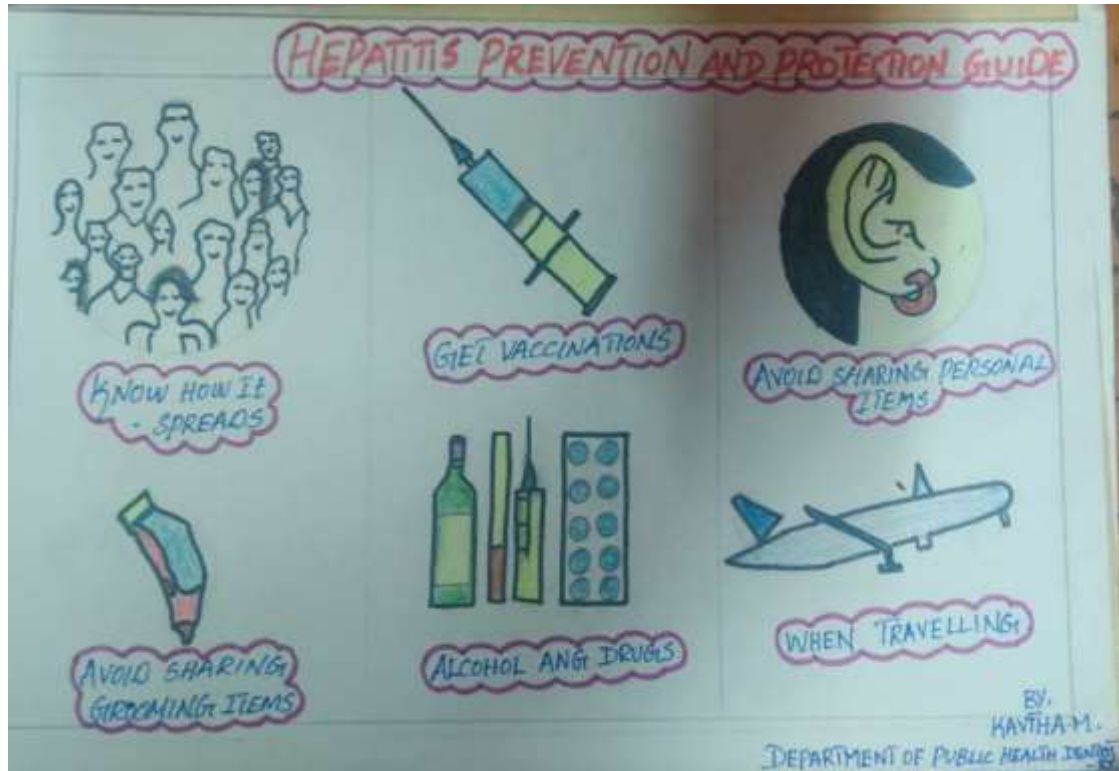 HEPATITIS PREVENTION AND PROTECTION GUIDE
KNOW HOW IT
- SPREADS
GET VACCINATIONS
AVOID SHARING PERSONAL
ITEMS
AVOID SHARING
GROOMING ITEMS
ALCOHOL ANG DRUGS
WHEN TRAVELLING
BY.
KAVTHA-M.
DEPARTMENT OF PUBLIC HEALTH